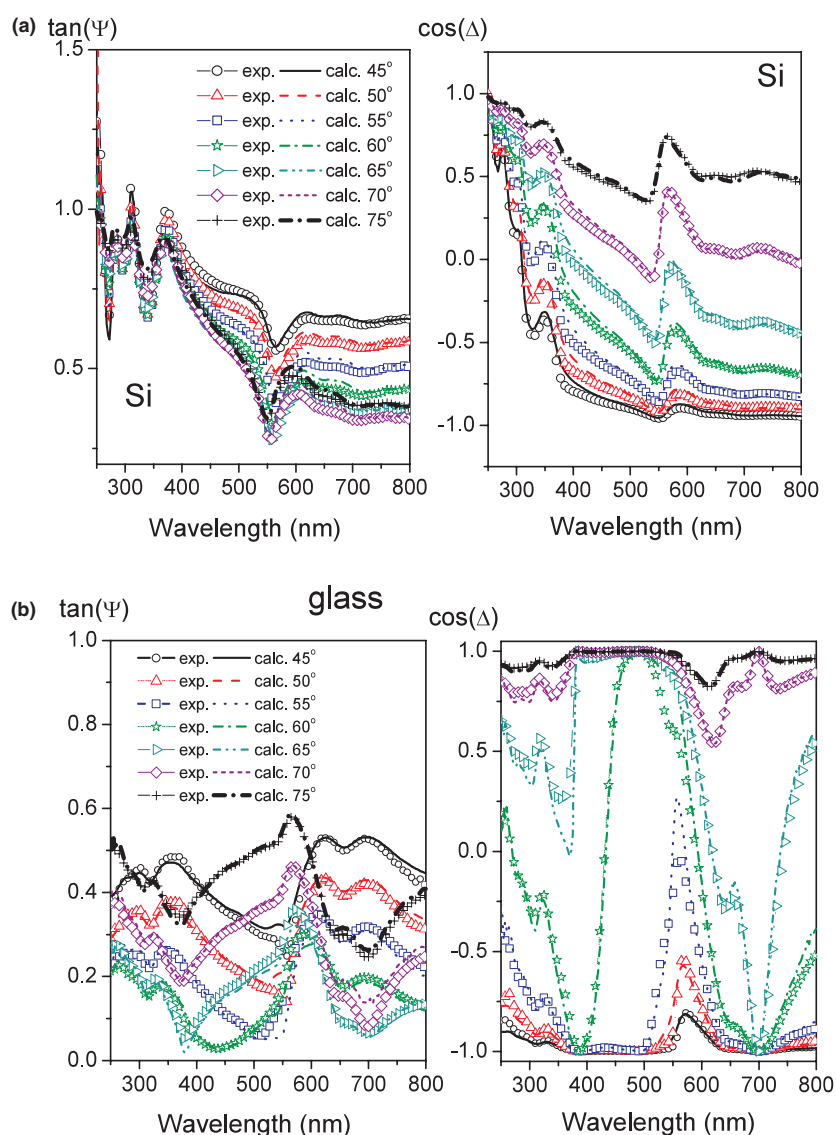 (a) tan(Ψ)
cos(Δ)
1.5
1.0
0.5
exp. calc. 45°
exp. calc. 50°
exp. calc. 55°
exp. calc. 60°
exp. calc. 65°
exp. calc. 70°
exp. calc. 75°
Si
300 400 500 600 700 800
Wavelength (nm)
Si
1.0
0.5
0.0
-0.5
-1.0
300 400 500 600 700 800
Wavelength (nm)
(b) tan(Ψ)
glass
cos(Δ)
1.0
0.8
0.6
0.4
0.2
0.0
exp. calc. 45°
exp. calc. 50°
exp. calc. 55°
exp. calc. 60°
exp. calc. 65°
exp. calc. 70°
exp. calc. 75°
300 400 500 600 700 800
Wavelength (nm)
1.0
0.5
0.0
-0.5
-1.0
300 400 500 600 700 800
Wavelength (nm)